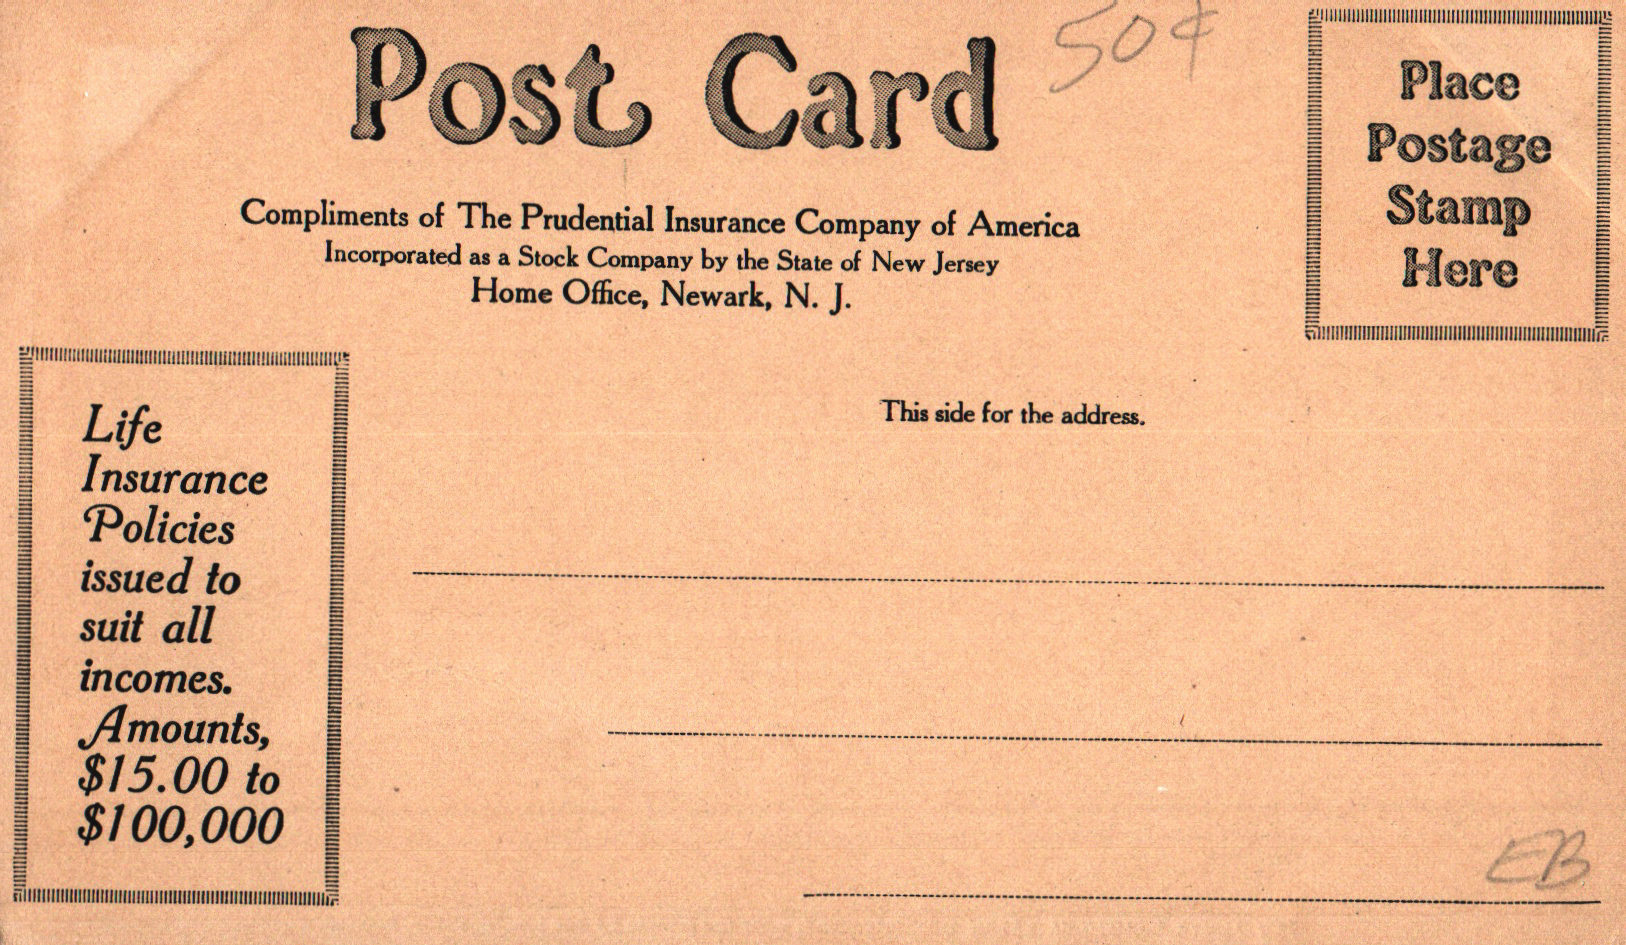 Post Card
50¢
Place
Postage
Stamp
Here
Compliments of The Prudential Insurance Company of America
Incorporated as a Stock Company by the State of New Jersey
Home Office, Newark, N. J.
Life
Insurance
Policies
issued to
suit all
incomes.
Amounts,
$15.00 to
$100,000
This side for the address.
EB